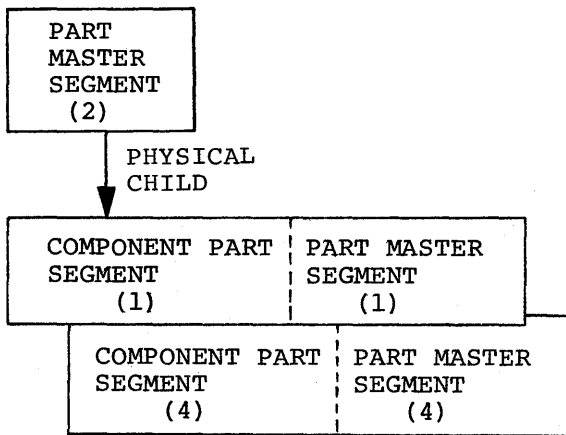 PART
MASTER
SEGMENT
(2)
PHYSICAL
CHILD
COMPONENT PART PART MASTER
SEGMENT SEGMENT
(1) (1)
COMPONENT PART PART MASTER
SEGMENT SEGMENT
(4) (4)